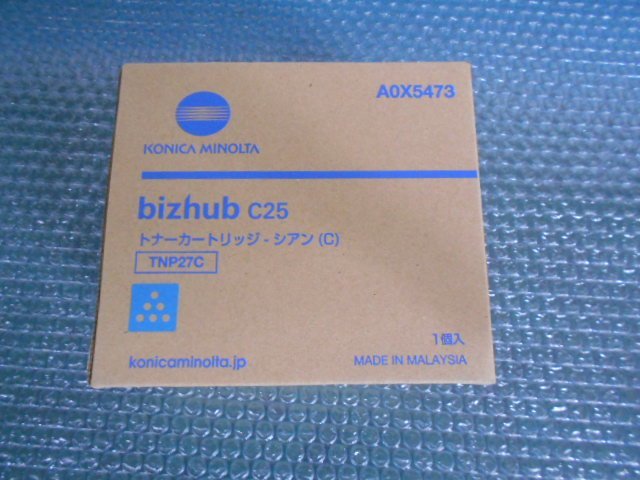 A0X5473
KONICA MINOLTA
bizhub C25
トナーカートリッジ - シアン (C)
TNP27C
1個入
konicaminolta.jp
MADE IN MALAYSIA